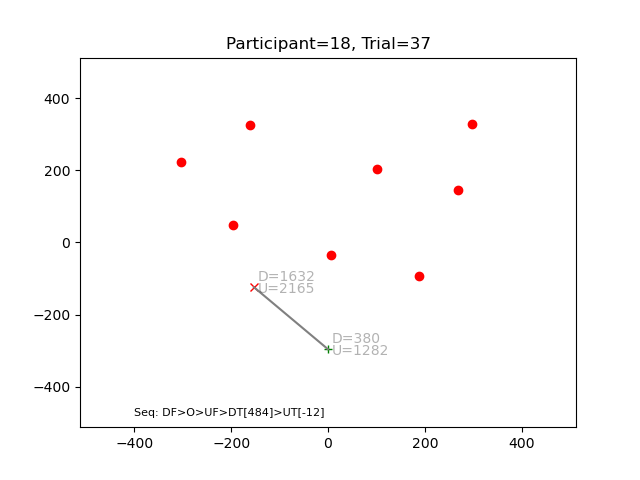 Participant=18, Trial=37
400
200
0
−200
−400
D=1632
U=2165
D=380
U=1282
Seq: DF>O>UF>DT[484]>UT[-12]
−400
−200
0
200
400